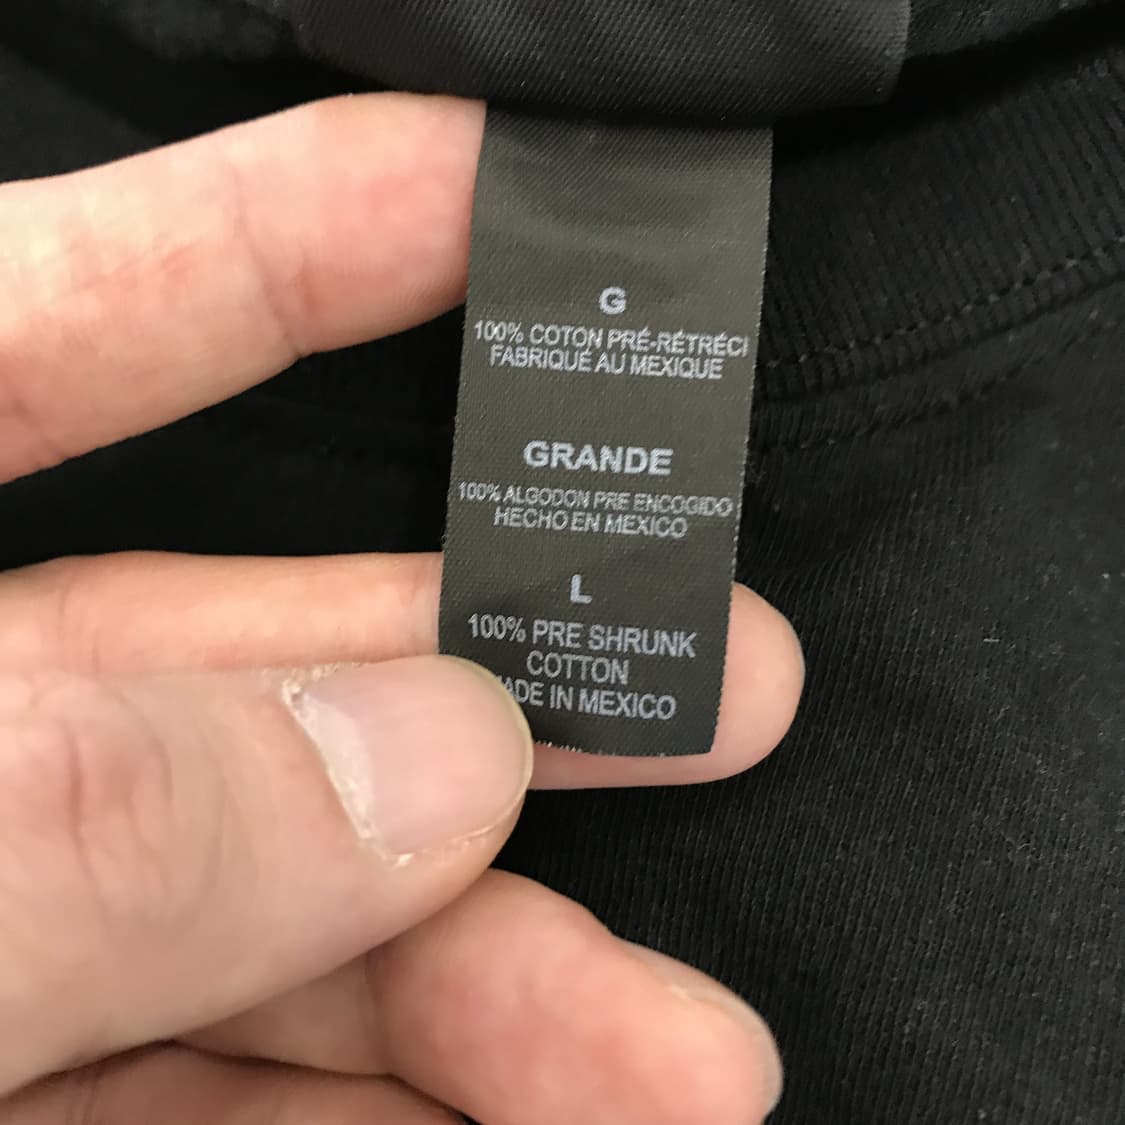 G
100% COTON PRÉ-RÉTRÉCI
FABRIQUÉ AU MEXIQUE
GRANDE
100% ALGODON PRE ENCOGIDO
HECHO EN MEXICO
L
100% PRE SHRUNK
COTTON
ADE IN MEXICO